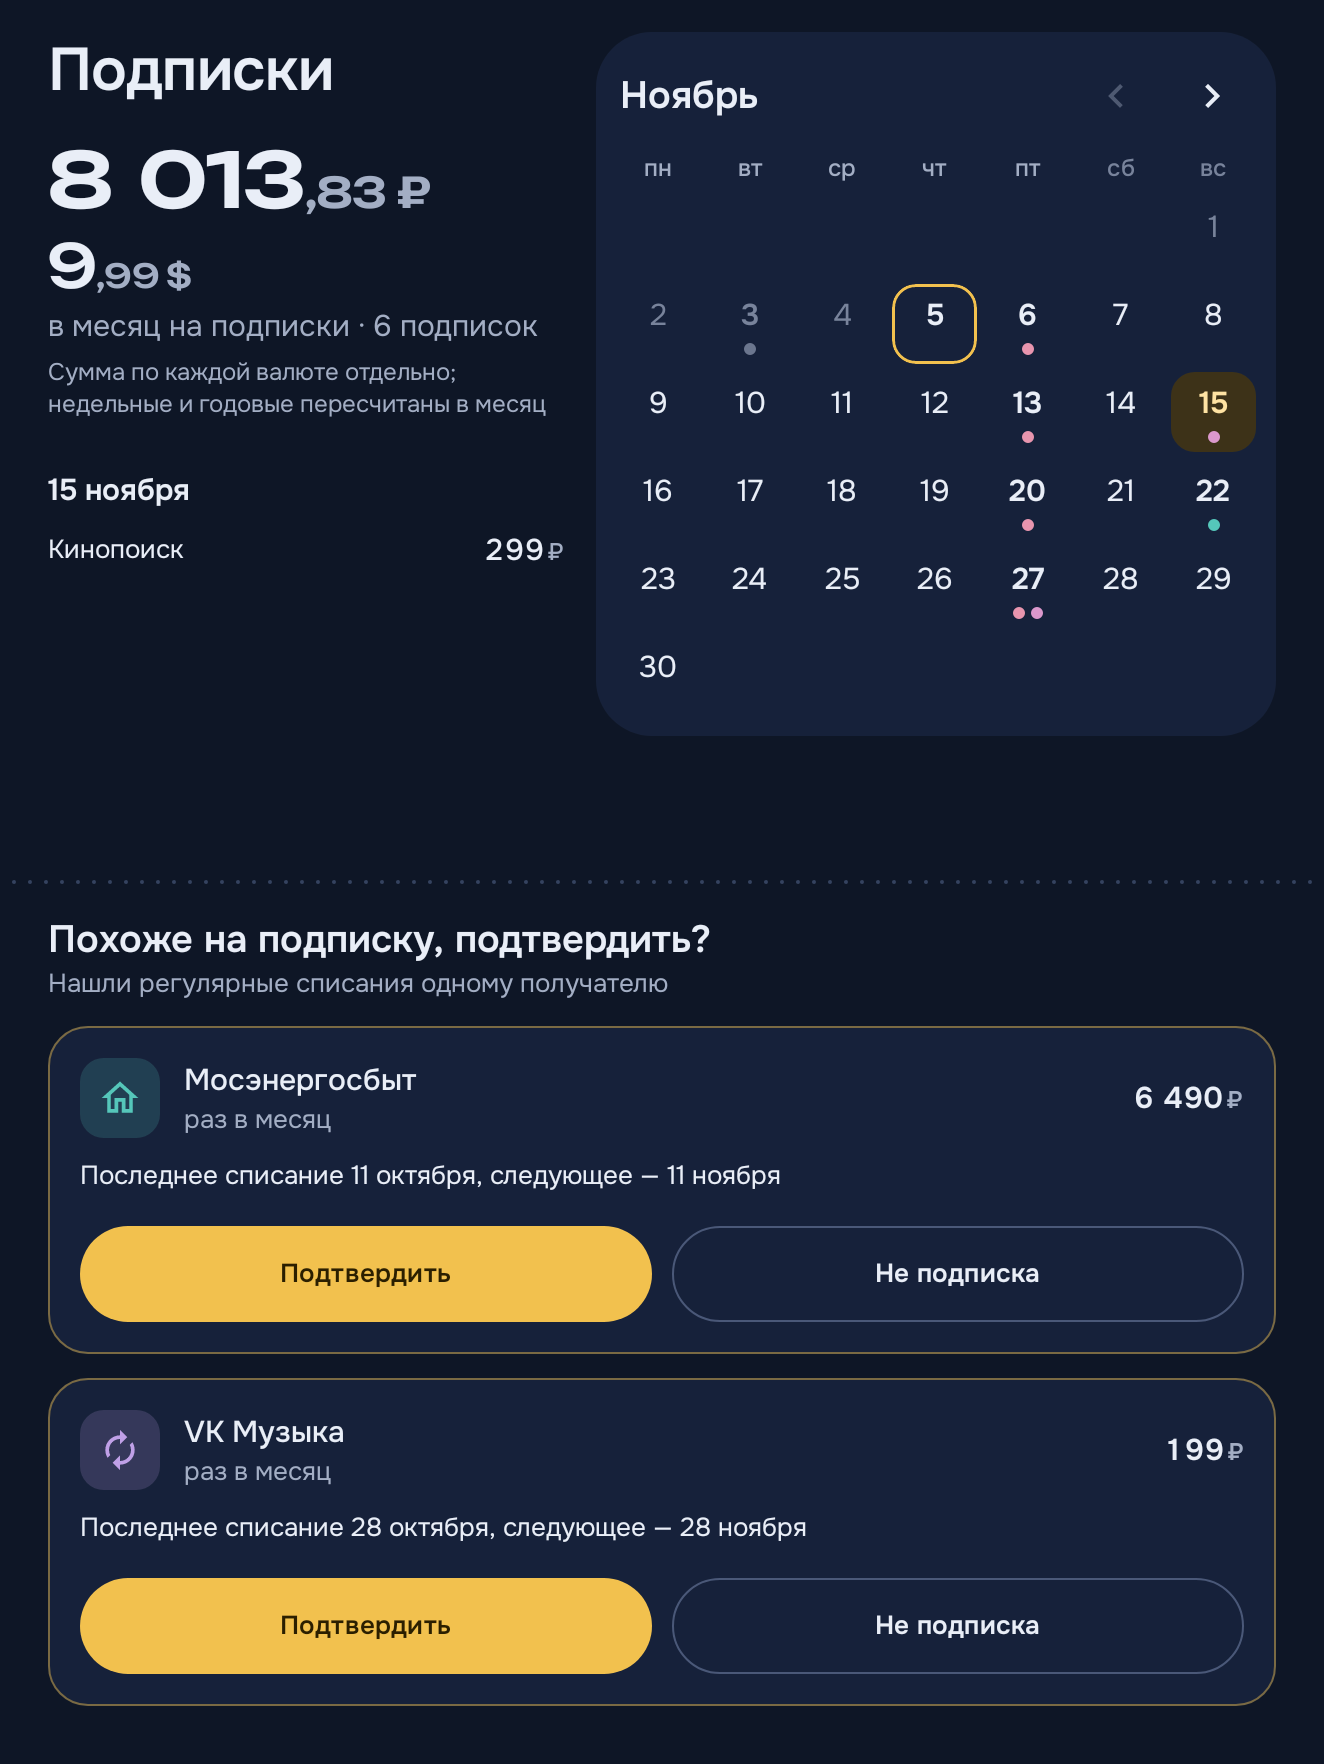 Подписки
8 013,83 ₽
9,99 $
в месяц на подписки · 6 подписок
Сумма по каждой валюте отдельно;
недельные и годовые пересчитаны в месяц
15 ноября
Кинопоиск 299 ₽
Ноябрь
пн вт ср чт пт сб вс
1
2 3 4 5 6 7 8
9 10 11 12 13 14 15
16 17 18 19 20 21 22
23 24 25 26 27 28 29
30
Похоже на подписку, подтвердить?
Нашли регулярные списания одному получателю
Мосэнергосбыт
раз в месяц
6 490 ₽
Последнее списание 11 октября, следующее — 11 ноября
Подтвердить Не подписка
VK Музыка
раз в месяц
199 ₽
Последнее списание 28 октября, следующее — 28 ноября
Подтвердить Не подписка